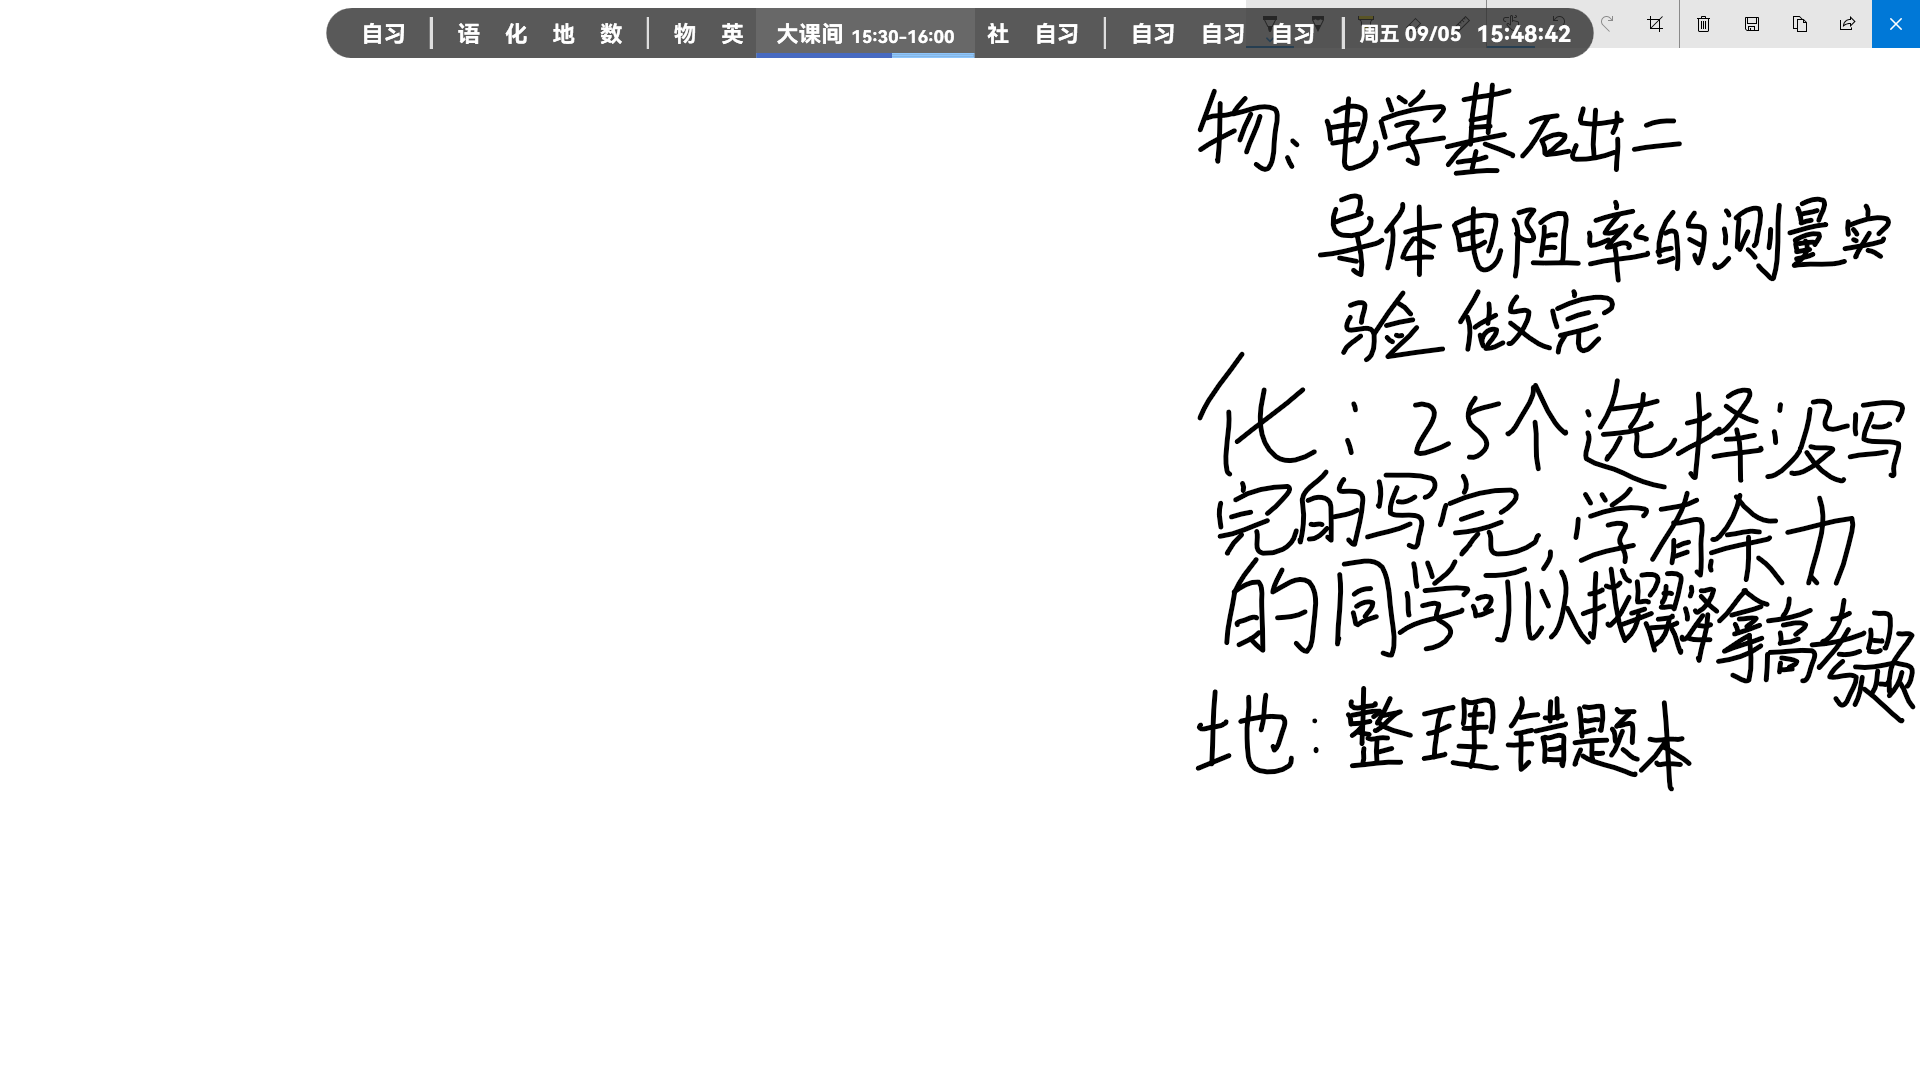 自习 | 语 化 地 数 | 物 英 大课间 15:30-16:00 社 自习 | 自习 自习 自习 | 周五 09/05 15:48:42
物：电学基础二
导体电阻率的测量实
验做完
化：25个选择没写
完的写完，学有余力
的同学可以找拿高考题
地：整理错题本